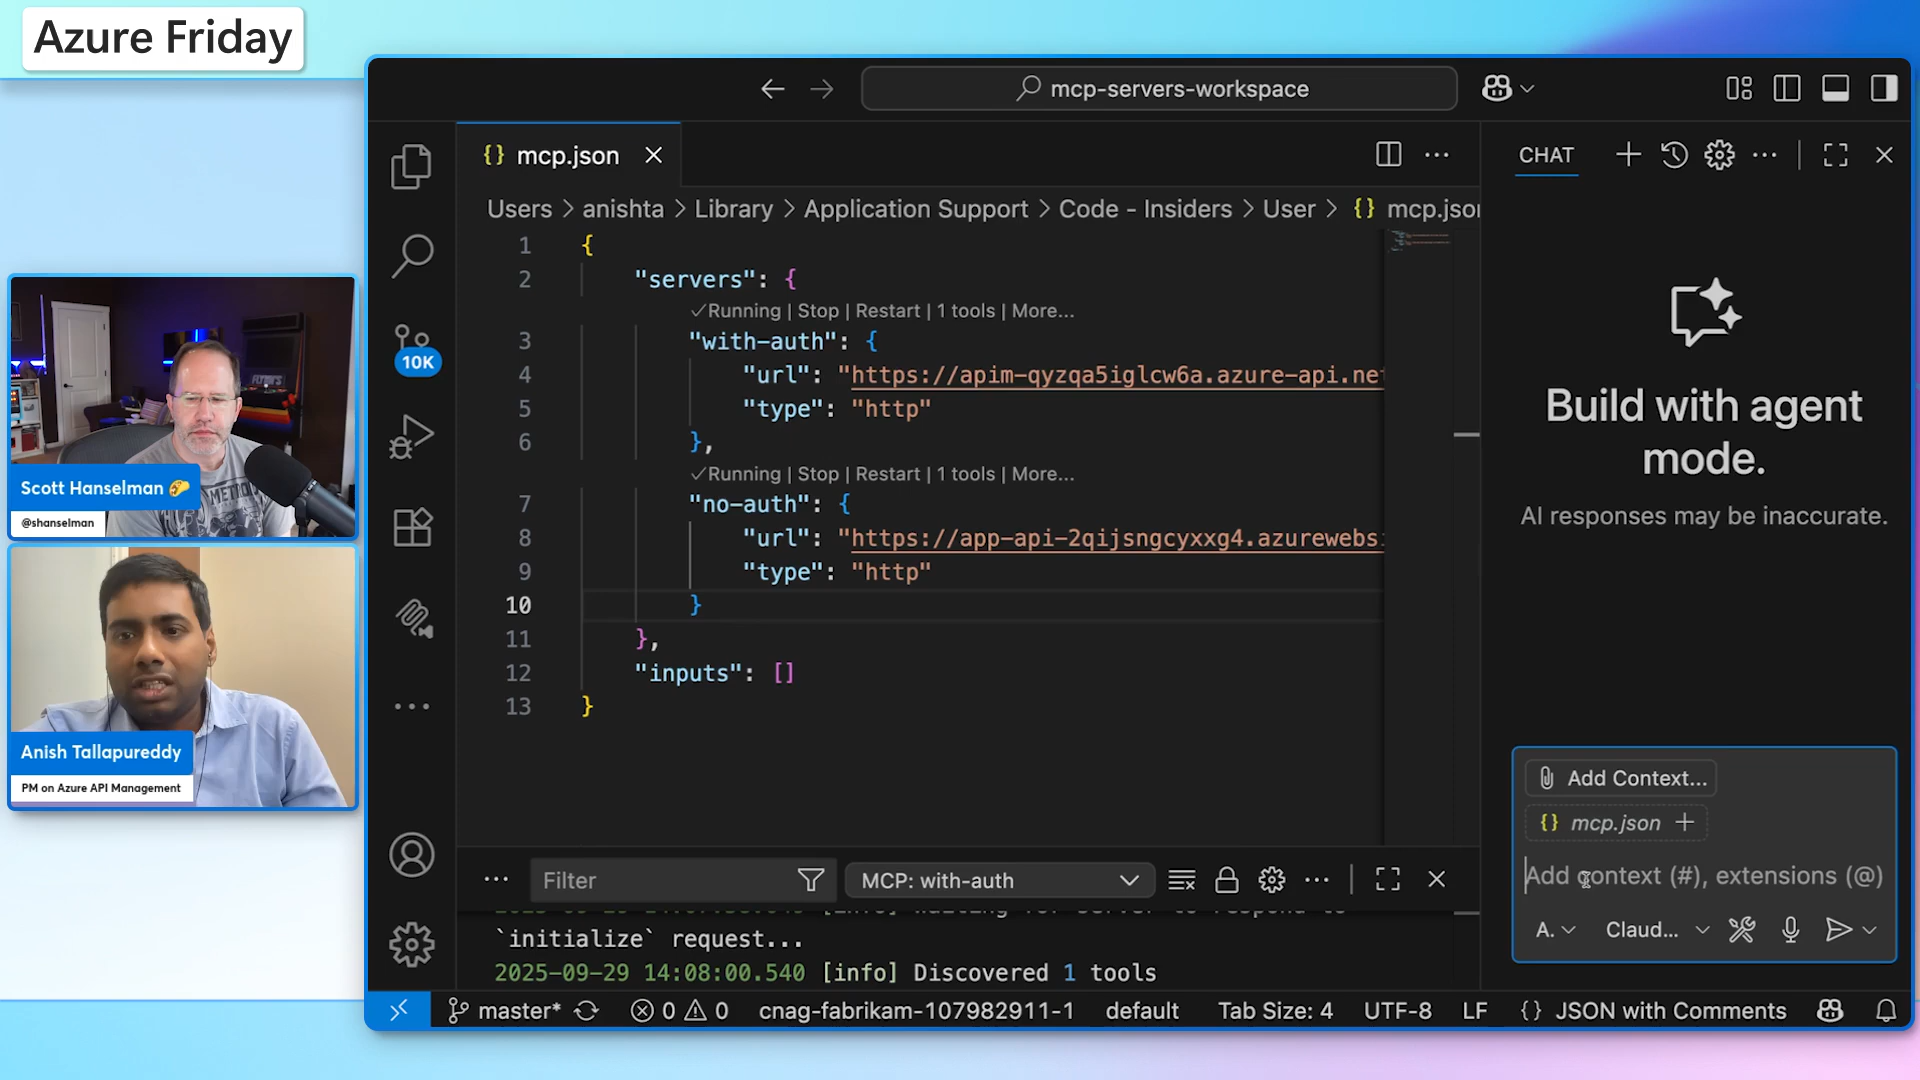 Azure Friday
mcp-servers-workspace
mcp.json
CHAT
Users > anishta > Library > Application Support > Code - Insiders > User > {} mcp.json
1 {
2 "servers": {
✓Running | Stop | Restart | 1 tools | More...
3 "with-auth": {
4 "url": "https://apim-qyzqa5iglcw6a.azure-api.net
5 "type": "http"
6 },
✓Running | Stop | Restart | 1 tools | More...
7 "no-auth": {
8 "url": "https://app-api-2qijsngcyxxg4.azurewebs
9 "type": "http"
10 }
11 },
12 "inputs": []
13 }
10K
Build with agent
mode.
AI responses may be inaccurate.
Add Context...
{} mcp.json +
Add context (#), extensions (@)
A. Claud...
Scott Hanselman 🌮
@shanselman
Anish Tallapureddy
PM on Azure API Management
Filter
MCP: with-auth
`initialize` request...
2025-09-29 14:08:00.540 [info] Discovered 1 tools
master* 0 0 cnag-fabrikam-107982911-1 default Tab Size: 4 UTF-8 LF {} JSON with Comments